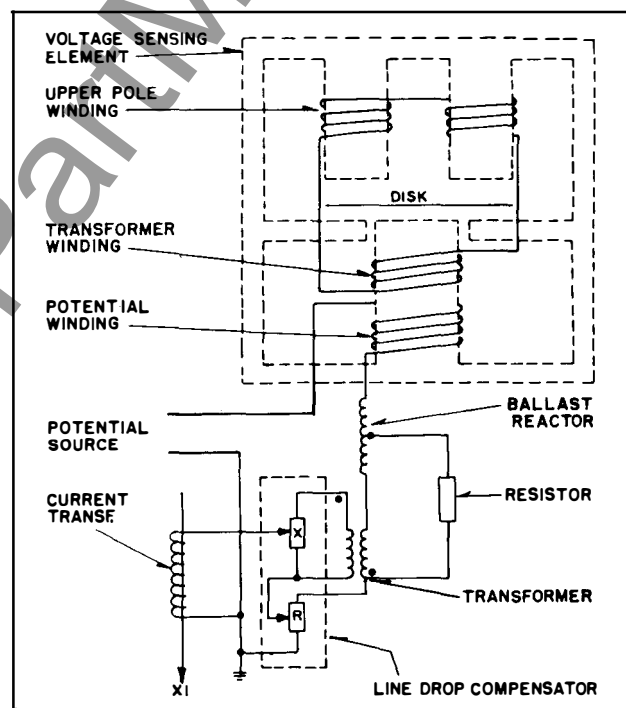 PartM
VOLTAGE SENSING
ELEMENT
UPPER POLE
WINDING
DISK
TRANSFORMER
WINDING
POTENTIAL
WINDING
BALLAST
REACTOR
POTENTIAL
SOURCE
CURRENT
TRANSF.
RESISTOR
X
R
TRANSFORMER
X1
LINE DROP COMPENSATOR